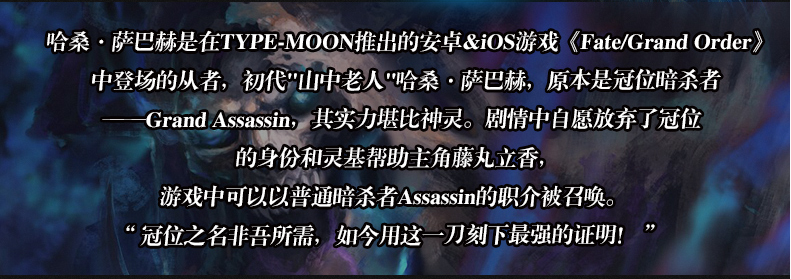 哈桑·萨巴赫是在TYPE-MOON推出的安卓&iOS游戏《Fate/Grand Order》
中登场的从者，初代"山中老人"哈桑·萨巴赫，原本是冠位暗杀者
——Grand Assassin，其实力堪比神灵。剧情中自愿放弃了冠位
的身份和灵基帮助主角藤丸立香，
游戏中可以以普通暗杀者Assassin的职介被召唤。
“ 冠位之名非吾所需，如今用这一刀刻下最强的证明！ ”